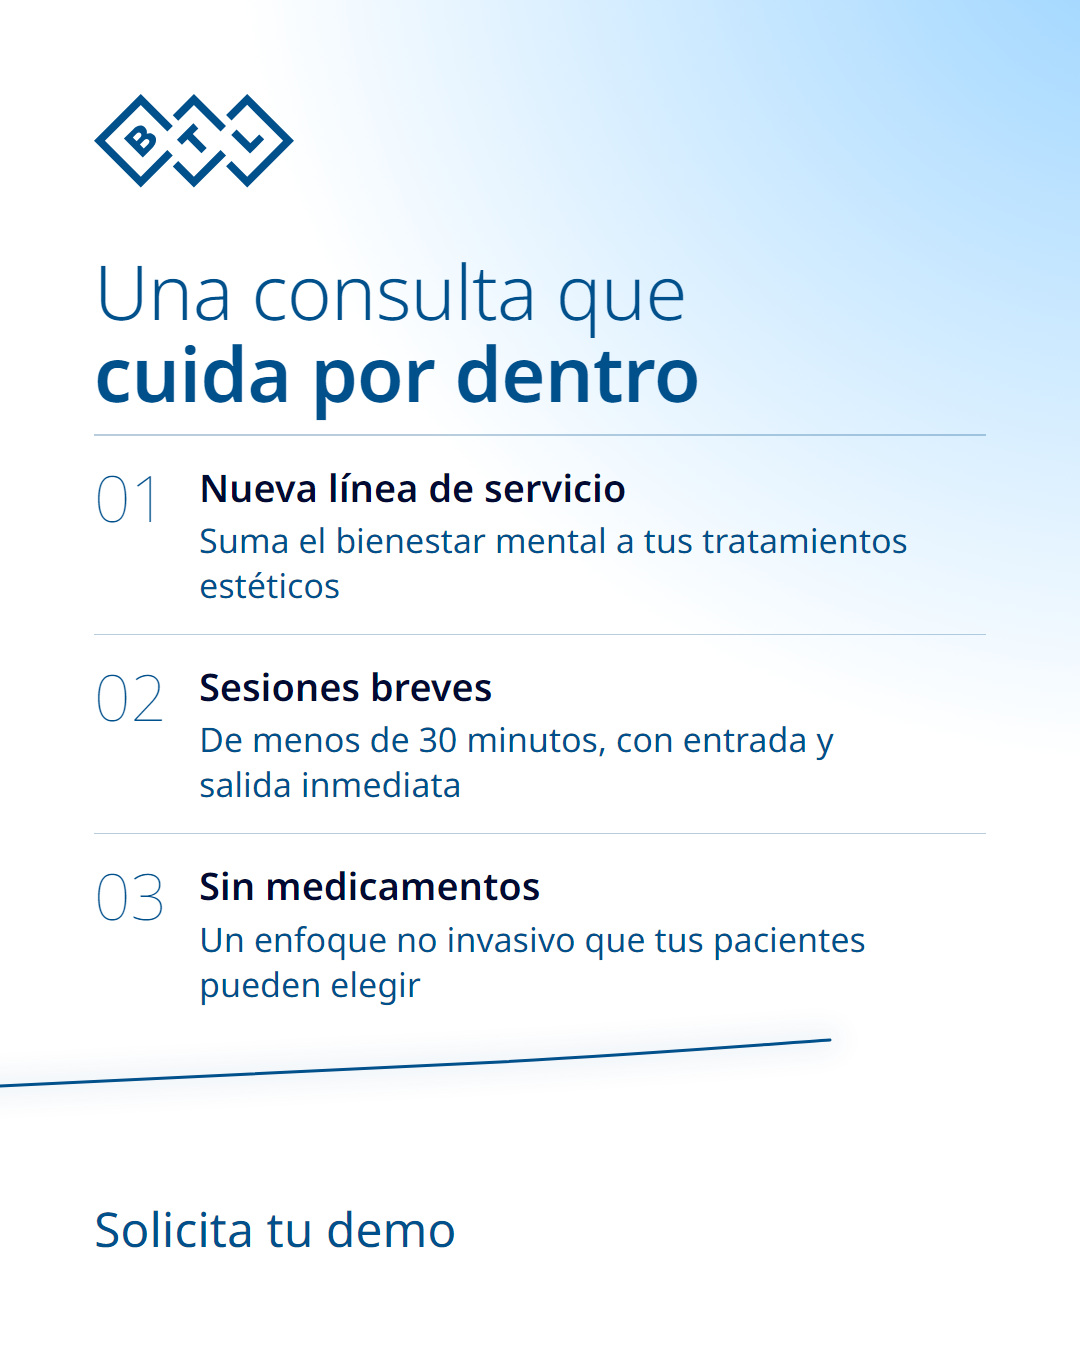 BTL
Una consulta que
cuida por dentro
01
Nueva línea de servicio
Suma el bienestar mental a tus tratamientos
estéticos
02
Sesiones breves
De menos de 30 minutos, con entrada y
salida inmediata
03
Sin medicamentos
Un enfoque no invasivo que tus pacientes
pueden elegir
Solicita tu demo